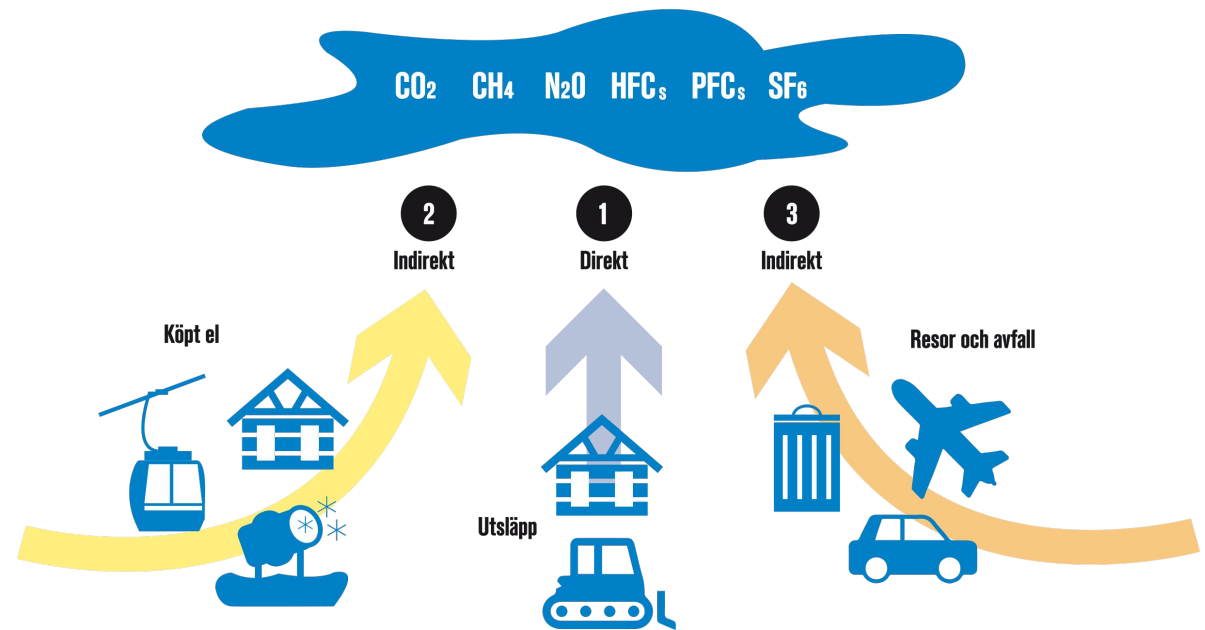 CO2 CH4 N2O HFCs PFCs SF6
2 1 3
Indirekt Direkt Indirekt
Köpt el
Resor och avfall
Utsläpp